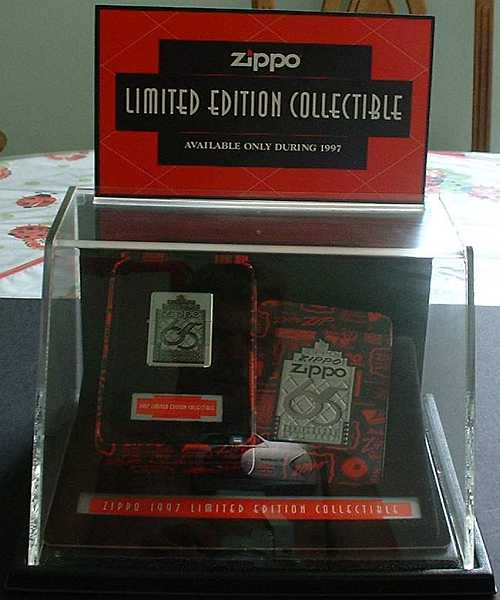 zippo
LIMITED EDITION COLLECTIBLE
AVAILABLE ONLY DURING 1997
zippo
65
1997 LIMITED EDITION COLLECTIBLE
ZIPPO
zippo
65
ZIPPO 1997 LIMITED EDITION COLLECTIBLE